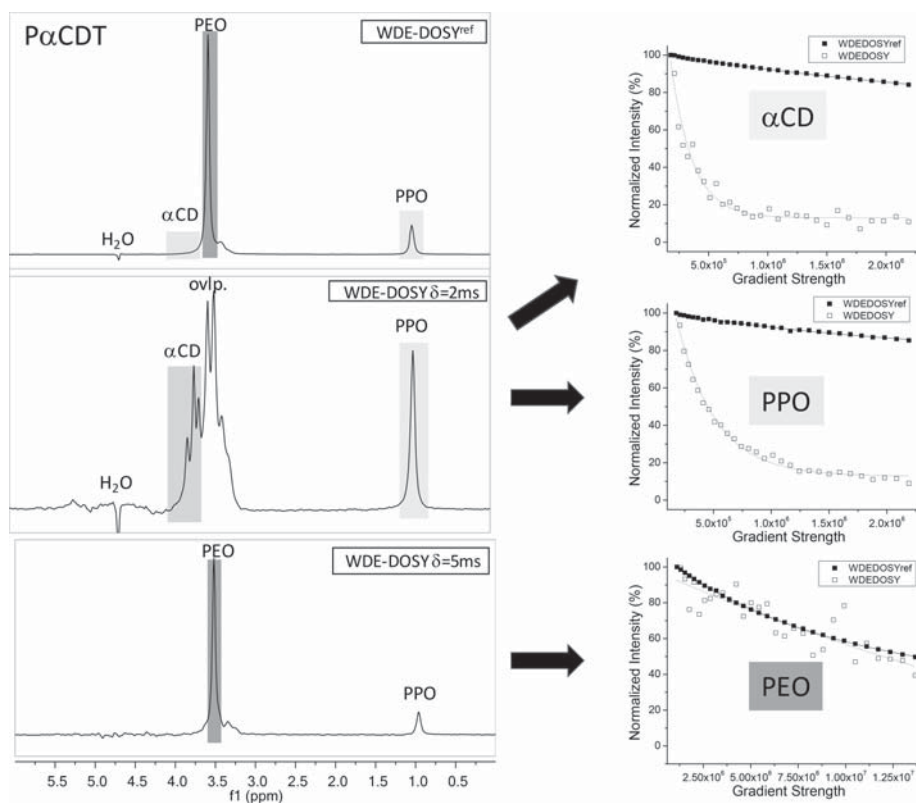 PαCDT
PEO
WDE-DOSYref
αCD
PPO
H2O
ovlp.
WDE-DOSY δ=2ms
αCD
PPO
H2O
PEO
WDE-DOSY δ=5ms
PPO
5.5 5.0 4.5 4.0 3.5 3.0 2.5 2.0 1.5 1.0 0.0
f1 (ppm)
WDEDOSYref
WDEDOSY
Normalized Intensity (%)
100
80
60
40
20
0
αCD
5.0x10⁶ 1.0x10⁶ 2.0x10⁶
Gradient Strength
WDEDOSYref
WDEDOSY
Normalized Intensity (%)
100
80
60
40
20
0
PPO
5.0x10⁵ 1.0x10⁶ 1.5x10⁶ 2.0x10⁶
Gradient Strength
WDEDOSYref
WDEDOSY
Normalized Intensity (%)
100
80
60
40
20
0
PEO
2.50x10⁶ 5.00x10⁶ 7.50x10⁶ 1.00x10⁷ 1.25x10⁷
Gradient Strength